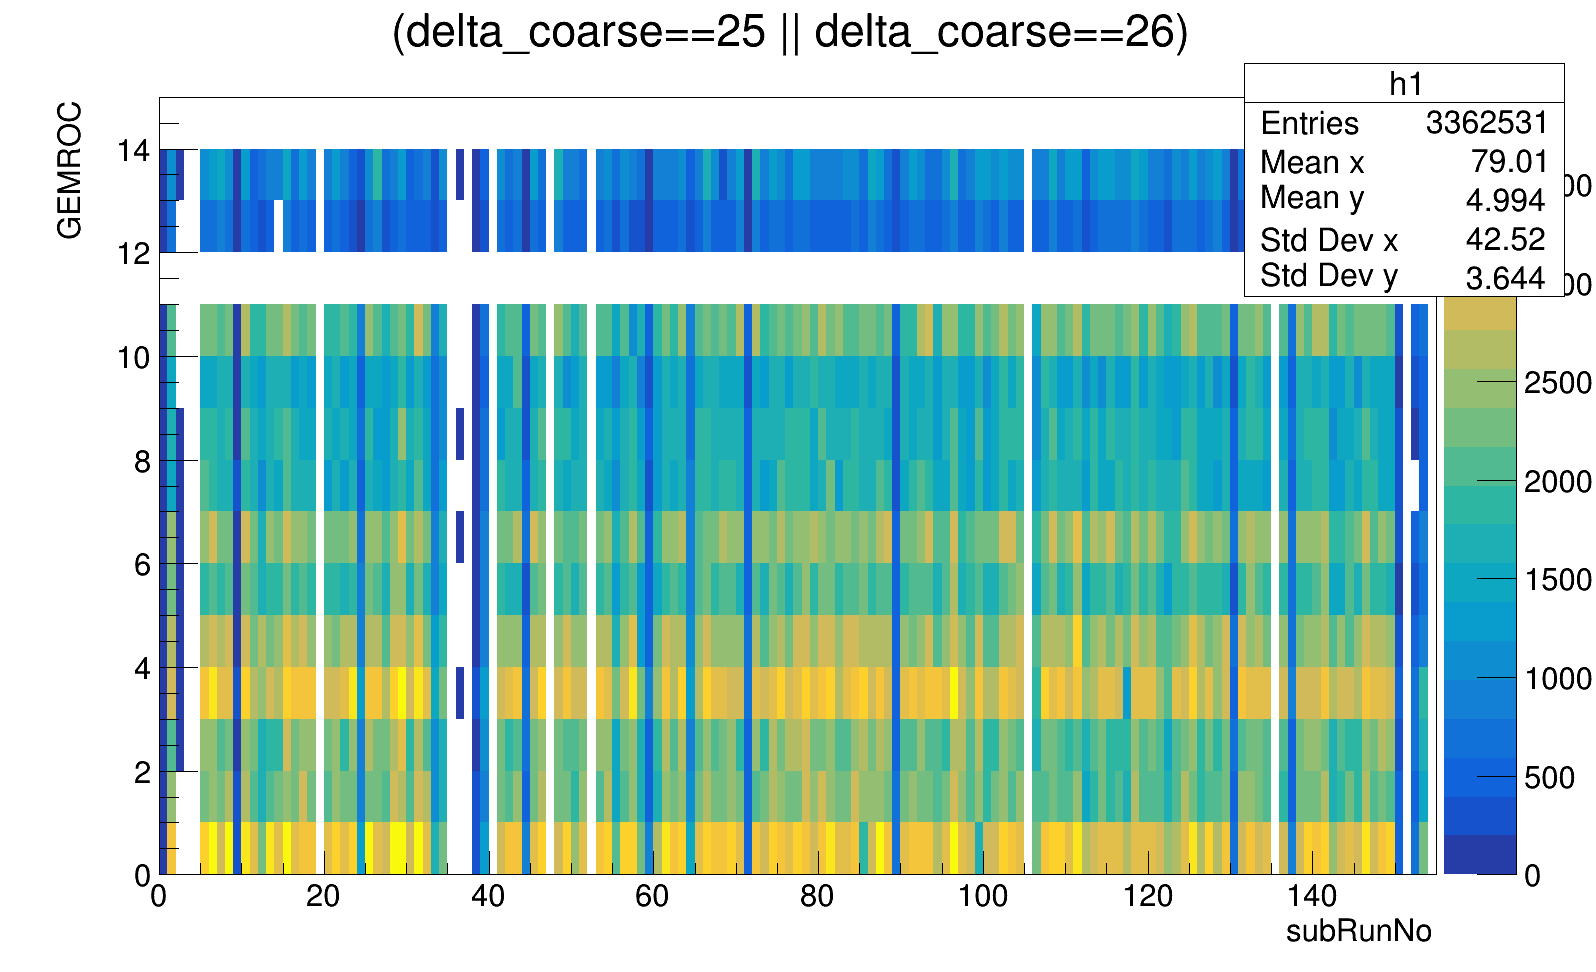 (delta_coarse==25 || delta_coarse==26)
h1
Entries 3362531
Mean x 79.01
Mean y 4.994
Std Dev x 42.52
Std Dev y 3.644
GEMROC
14
12
10
8
6
4
2
0
0 20 40 60 80 100 120 140
subRunNo
2500
2000
1500
1000
500
0